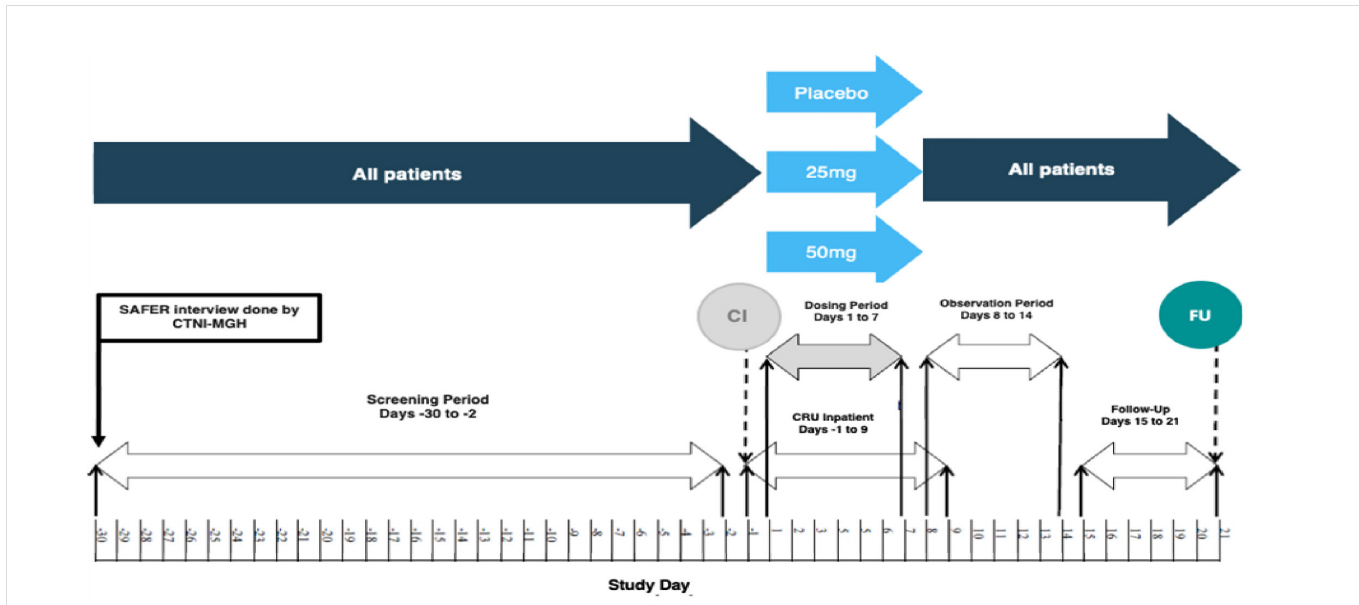 Placebo
All patients
25mg
All patients
50mg
SAFER interview done by
CTNI-MGH
CI
Dosing Period
Days 1 to 7
Observation Period
Days 8 to 14
FU
Screening Period
Days -30 to -2
CRU Inpatient
Days -1 to 9
Follow-Up
Days 15 to 21
-30 -29 -28 -27 -26 -25 -24 -23 -22 -21 -20 -19 -18 -17 -16 -15 -14 -13 -12 -11 -10 -9 -8 -7 -6 -5 -4 -3 -2 -1 1 2 3 5 5 6 7 8 9 10 11 12 13 14 15 16 17 18 19 20 21
Study Day